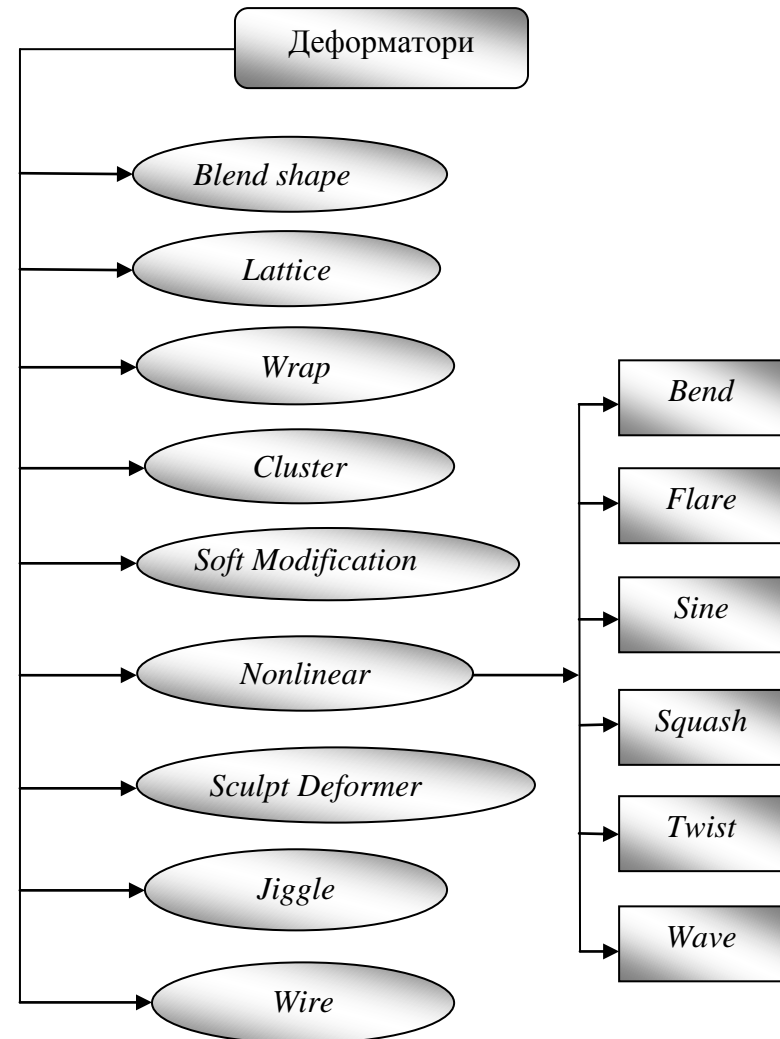 Деформатори
Blend shape
Lattice
Wrap
Cluster
Soft Modification
Nonlinear
Sculpt Deformer
Jiggle
Wire
Bend
Flare
Sine
Squash
Twist
Wave